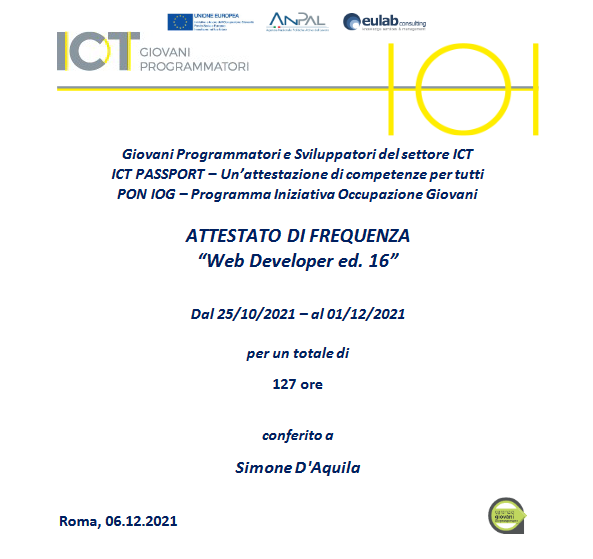 UNIONE EUROPEA
ANPAL
eulab consulting
ICT GIOVANI
PROGRAMMATORI
Giovani Programmatori e Sviluppatori del settore ICT
ICT PASSPORT – Un’attestazione di competenze per tutti
PON IOG – Programma Iniziativa Occupazione Giovani
ATTESTATO DI FREQUENZA
“Web Developer ed. 16”
Dal 25/10/2021 – al 01/12/2021
per un totale di
127 ore
conferito a
Simone D'Aquila
giovani
Roma, 06.12.2021